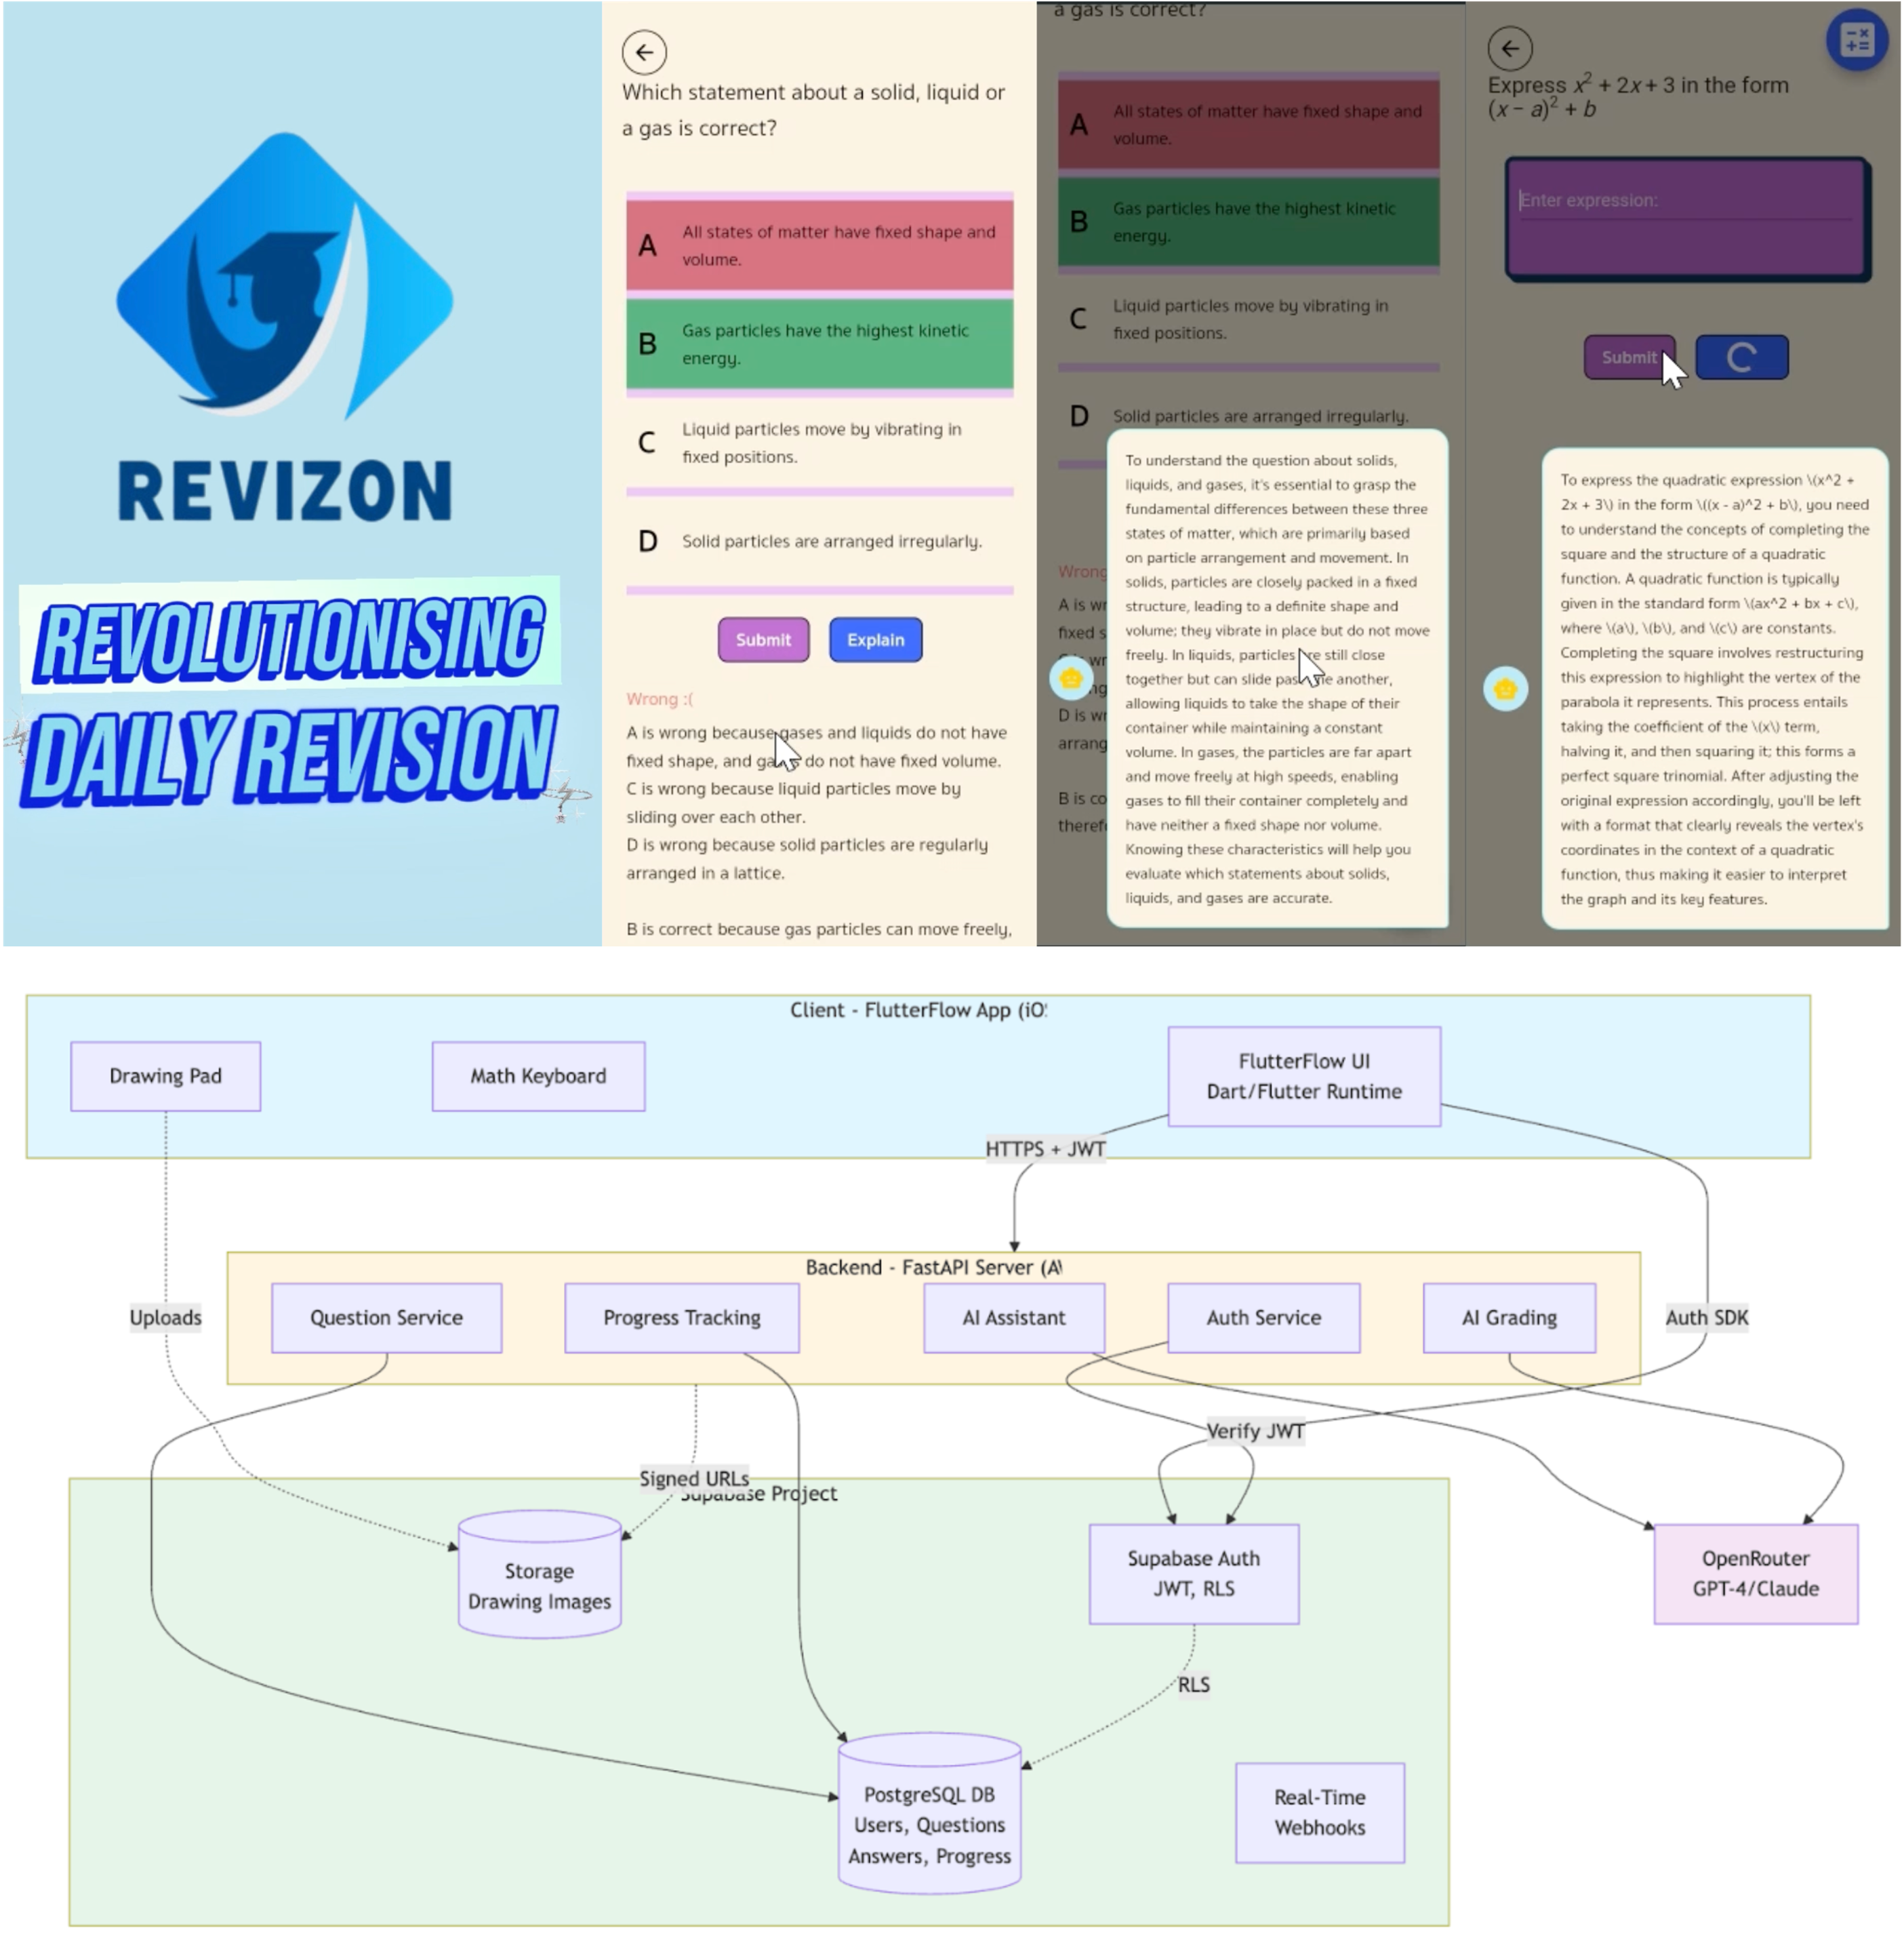 REVIZON
REVOLUTIONISING
DAILY REVISION
Which statement about a solid, liquid or
a gas is correct?
A
All states of matter have fixed shape and
volume.
B
Gas particles have the highest kinetic
energy.
C
Liquid particles move by vibrating in
fixed positions.
D
Solid particles are arranged irregularly.
Submit
Explain
Wrong :(
A is wrong because gases and liquids do not have
fixed shape, and ga do not have fixed volume.
C is wrong because liquid particles move by
sliding over each other.
D is wrong because solid particles are regularly
arranged in a lattice.
B is correct because gas particles can move freely,
a gas is correct?
A
All states of matter have fixed shape and
volume.
B
Gas particles have the highest kinetic
energy.
C
Liquid particles move by vibrating in
fixed positions.
D
Solid particles are arranged irregularly.
Wrong
A is wr
fixed s
D is wr
arrang
B is co
theref
To understand the question about solids,
liquids, and gases, it's essential to grasp the
fundamental differences between these three
states of matter, which are primarily based
on particle arrangement and movement. In
solids, particles are closely packed in a fixed
structure, leading to a definite shape and
volume; they vibrate in place but do not move
freely. In liquids, particles are still close
together but can slide pas ne another,
allowing liquids to take the shape of their
container while maintaining a constant
volume. In gases, the particles are far apart
and move freely at high speeds, enabling
gases to fill their container completely and
have neither a fixed shape nor volume.
Knowing these characteristics will help you
evaluate which statements about solids,
liquids, and gases are accurate.
Express x² + 2x + 3 in the form
(x − a)² + b
Enter expression:
Submit
To express the quadratic expression \(x^2 +
2x + 3\) in the form \((x - a)^2 + b\), you need
to understand the concepts of completing the
square and the structure of a quadratic
function. A quadratic function is typically
given in the standard form \(ax^2 + bx + c\),
where \(a\), \(b\), and \(c\) are constants.
Completing the square involves restructuring
this expression to highlight the vertex of the
parabola it represents. This process entails
taking the coefficient of the \(x\) term,
halving it, and then squaring it; this forms a
perfect square trinomial. After adjusting the
original expression accordingly, you'll be left
with a format that clearly reveals the vertex's
coordinates in the context of a quadratic
function, thus making it easier to interpret
the graph and its key features.
Client - FlutterFlow App (iO
Drawing Pad
Math Keyboard
FlutterFlow UI
Dart/Flutter Runtime
HTTPS + JWT
Backend - FastAPI Server (A
Question Service
Progress Tracking
AI Assistant
Auth Service
AI Grading
Uploads
Auth SDK
Verify JWT
Signed URLs
Supabase Project
Storage
Drawing Images
Supabase Auth
JWT, RLS
OpenRouter
GPT-4/Claude
RLS
PostgreSQL DB
Users, Questions
Answers, Progress
Real-Time
Webhooks